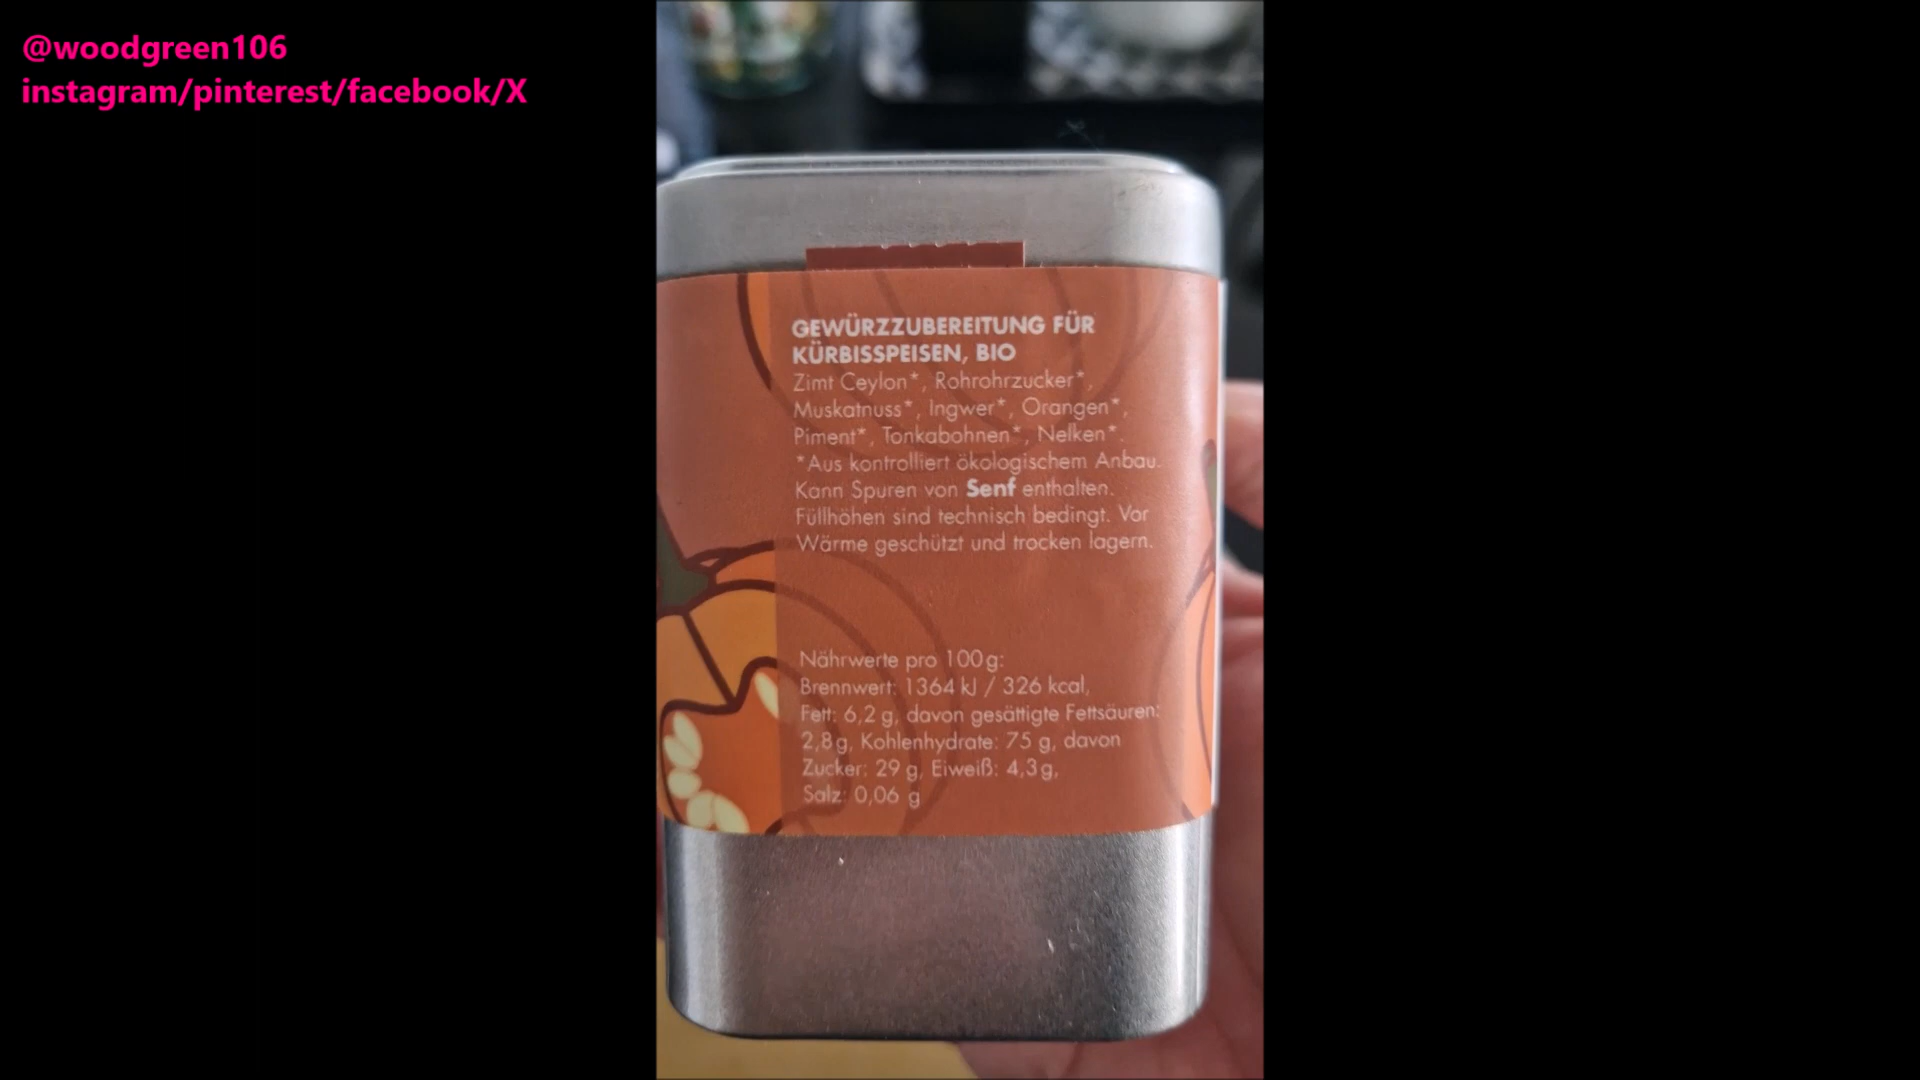 @woodgreen106
instagram/pinterest/facebook/X
GEWÜRZZUBEREITUNG FÜR
KÜRBISSPEISEN, BIO
Zimt Ceylon*, Rohrohrzucker*,
Muskatnuss*, Ingwer*, Orangen*,
Piment*, Tonkabohnen*, Nelken*.
*Aus kontrolliert ökologischem Anbau.
Kann Spuren von Senf enthalten.
Füllhöhen sind technisch bedingt. Vor
Wärme geschützt und trocken lagern.
Nährwerte pro 100g:
Brennwert: 1364 kJ / 326 kcal,
Fett: 6,2 g, davon gesättigte Fettsäuren:
2,8g, Kohlenhydrate: 75 g, davon
Zucker: 29 g, Eiweiß: 4,3g,
Salz: 0,06 g